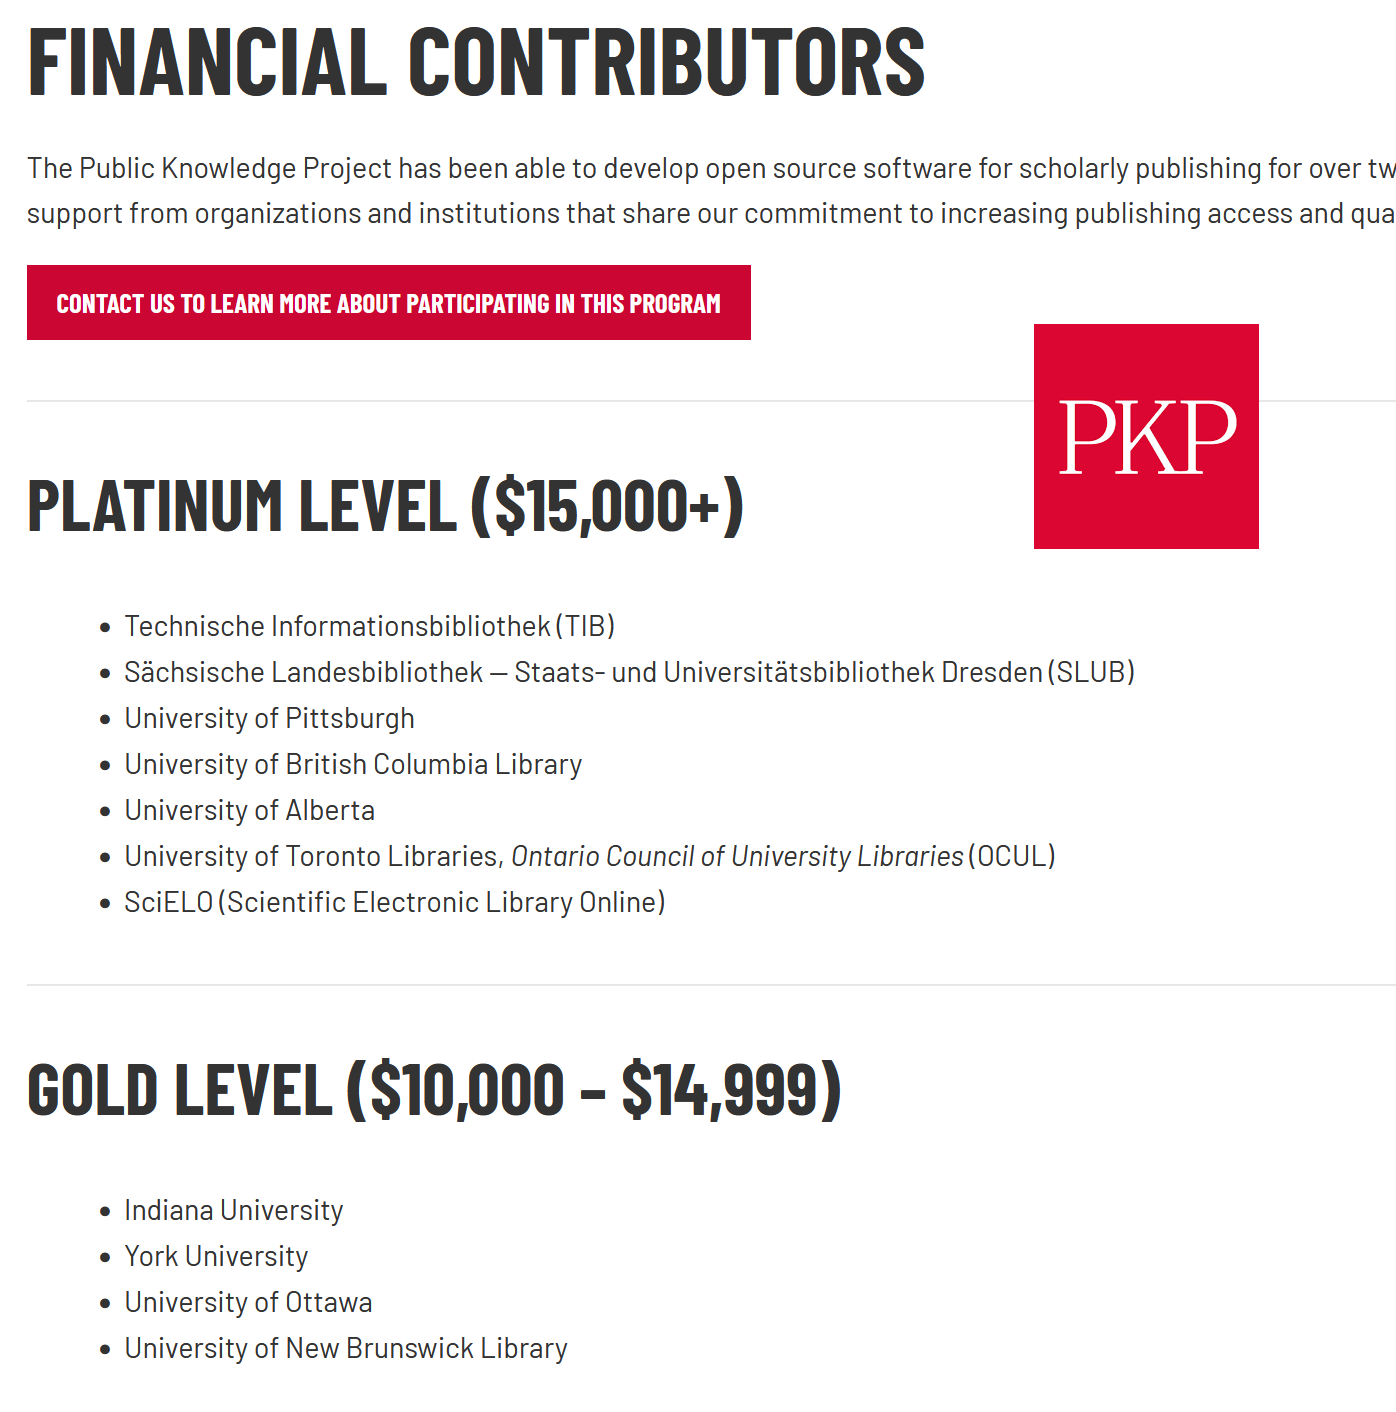 FINANCIAL CONTRIBUTORS
The Public Knowledge Project has been able to develop open source software for scholarly publishing for over tw
support from organizations and institutions that share our commitment to increasing publishing access and qua
CONTACT US TO LEARN MORE ABOUT PARTICIPATING IN THIS PROGRAM
PKP
PLATINUM LEVEL ($15,000+)
• Technische Informationsbibliothek (TIB)
• Sächsische Landesbibliothek – Staats- und Universitätsbibliothek Dresden (SLUB)
• University of Pittsburgh
• University of British Columbia Library
• University of Alberta
• University of Toronto Libraries, Ontario Council of University Libraries (OCUL)
• SciELO (Scientific Electronic Library Online)
GOLD LEVEL ($10,000 – $14,999)
• Indiana University
• York University
• University of Ottawa
• University of New Brunswick Library